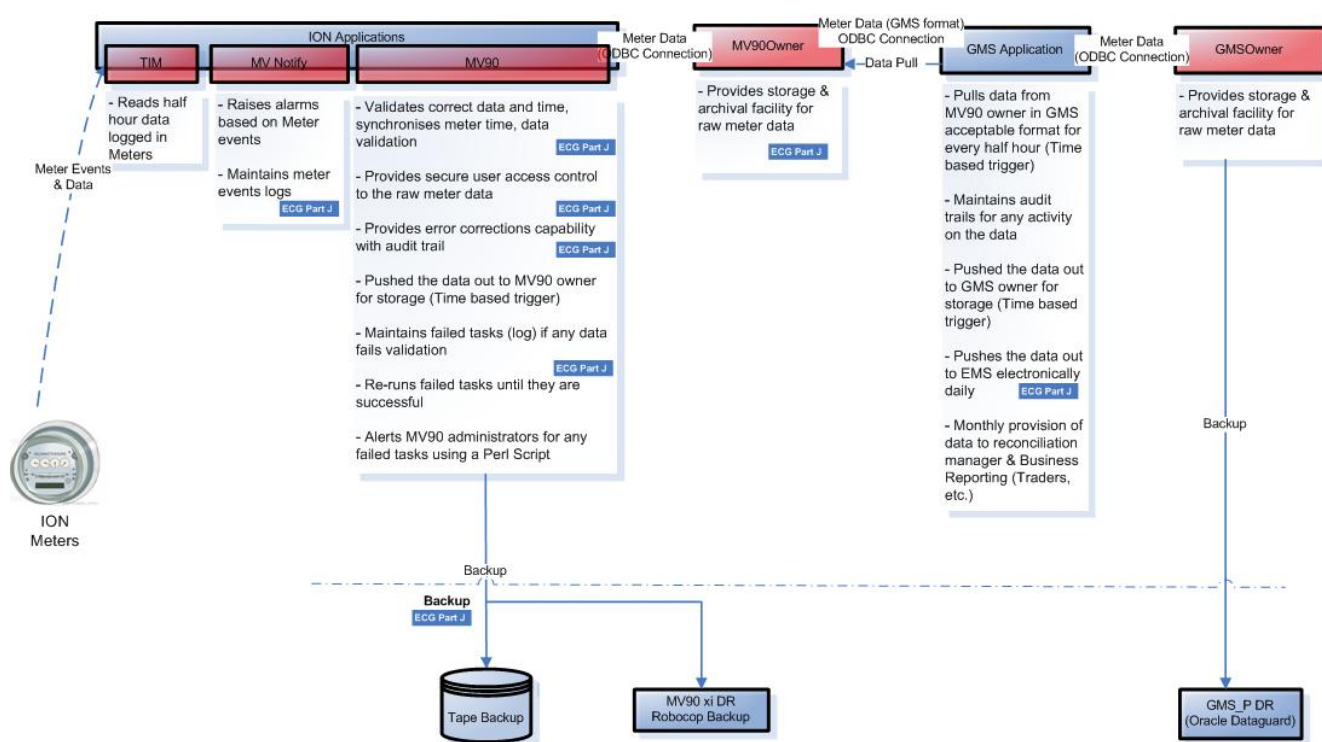 ION Applications
TIM
MV Notify
MV90
Meter Data
(ODBC Connection)
MV90Owner
Meter Data (GMS format)
ODBC Connection
Data Pull
GMS Application
Meter Data
(ODBC Connection)
GMSOwner
- Reads half
hour data
logged in
Meters
- Raises alarms
based on Meter
events
- Maintains meter
events logs
ECG Part J
- Validates correct data and time,
synchronises meter time, data
validation
ECG Part J
- Provides secure user access control
to the raw meter data
ECG Part J
- Provides error corrections capability
with audit trail
ECG Part J
- Pushed the data out to MV90 owner
for storage (Time based trigger)
- Maintains failed tasks (log) if any data
fails validation
ECG Part J
- Re-runs failed tasks until they are
successful
- Alerts MV90 administrators for any
failed tasks using a Perl Script
- Provides storage &
archival facility for
raw meter data
ECG Part J
- Pulls data from
MV90 owner in GMS
acceptable format for
every half hour (Time
based trigger)
- Maintains audit
trails for any activity
on the data
- Pushed the data out
to GMS owner for
storage (Time based
trigger)
- Pushes the data out
to EMS electronically
daily
ECG Part J
- Monthly provision of
data to reconciliation
manager & Business
Reporting (Traders,
etc.)
- Provides storage &
archival facility for
raw meter data
Meter Events
& Data
ION
Meters
Backup
Backup
Backup
ECG Part J
Tape Backup
MV90 xi DR
Robocop Backup
GMS_P DR
(Oracle Dataguard)